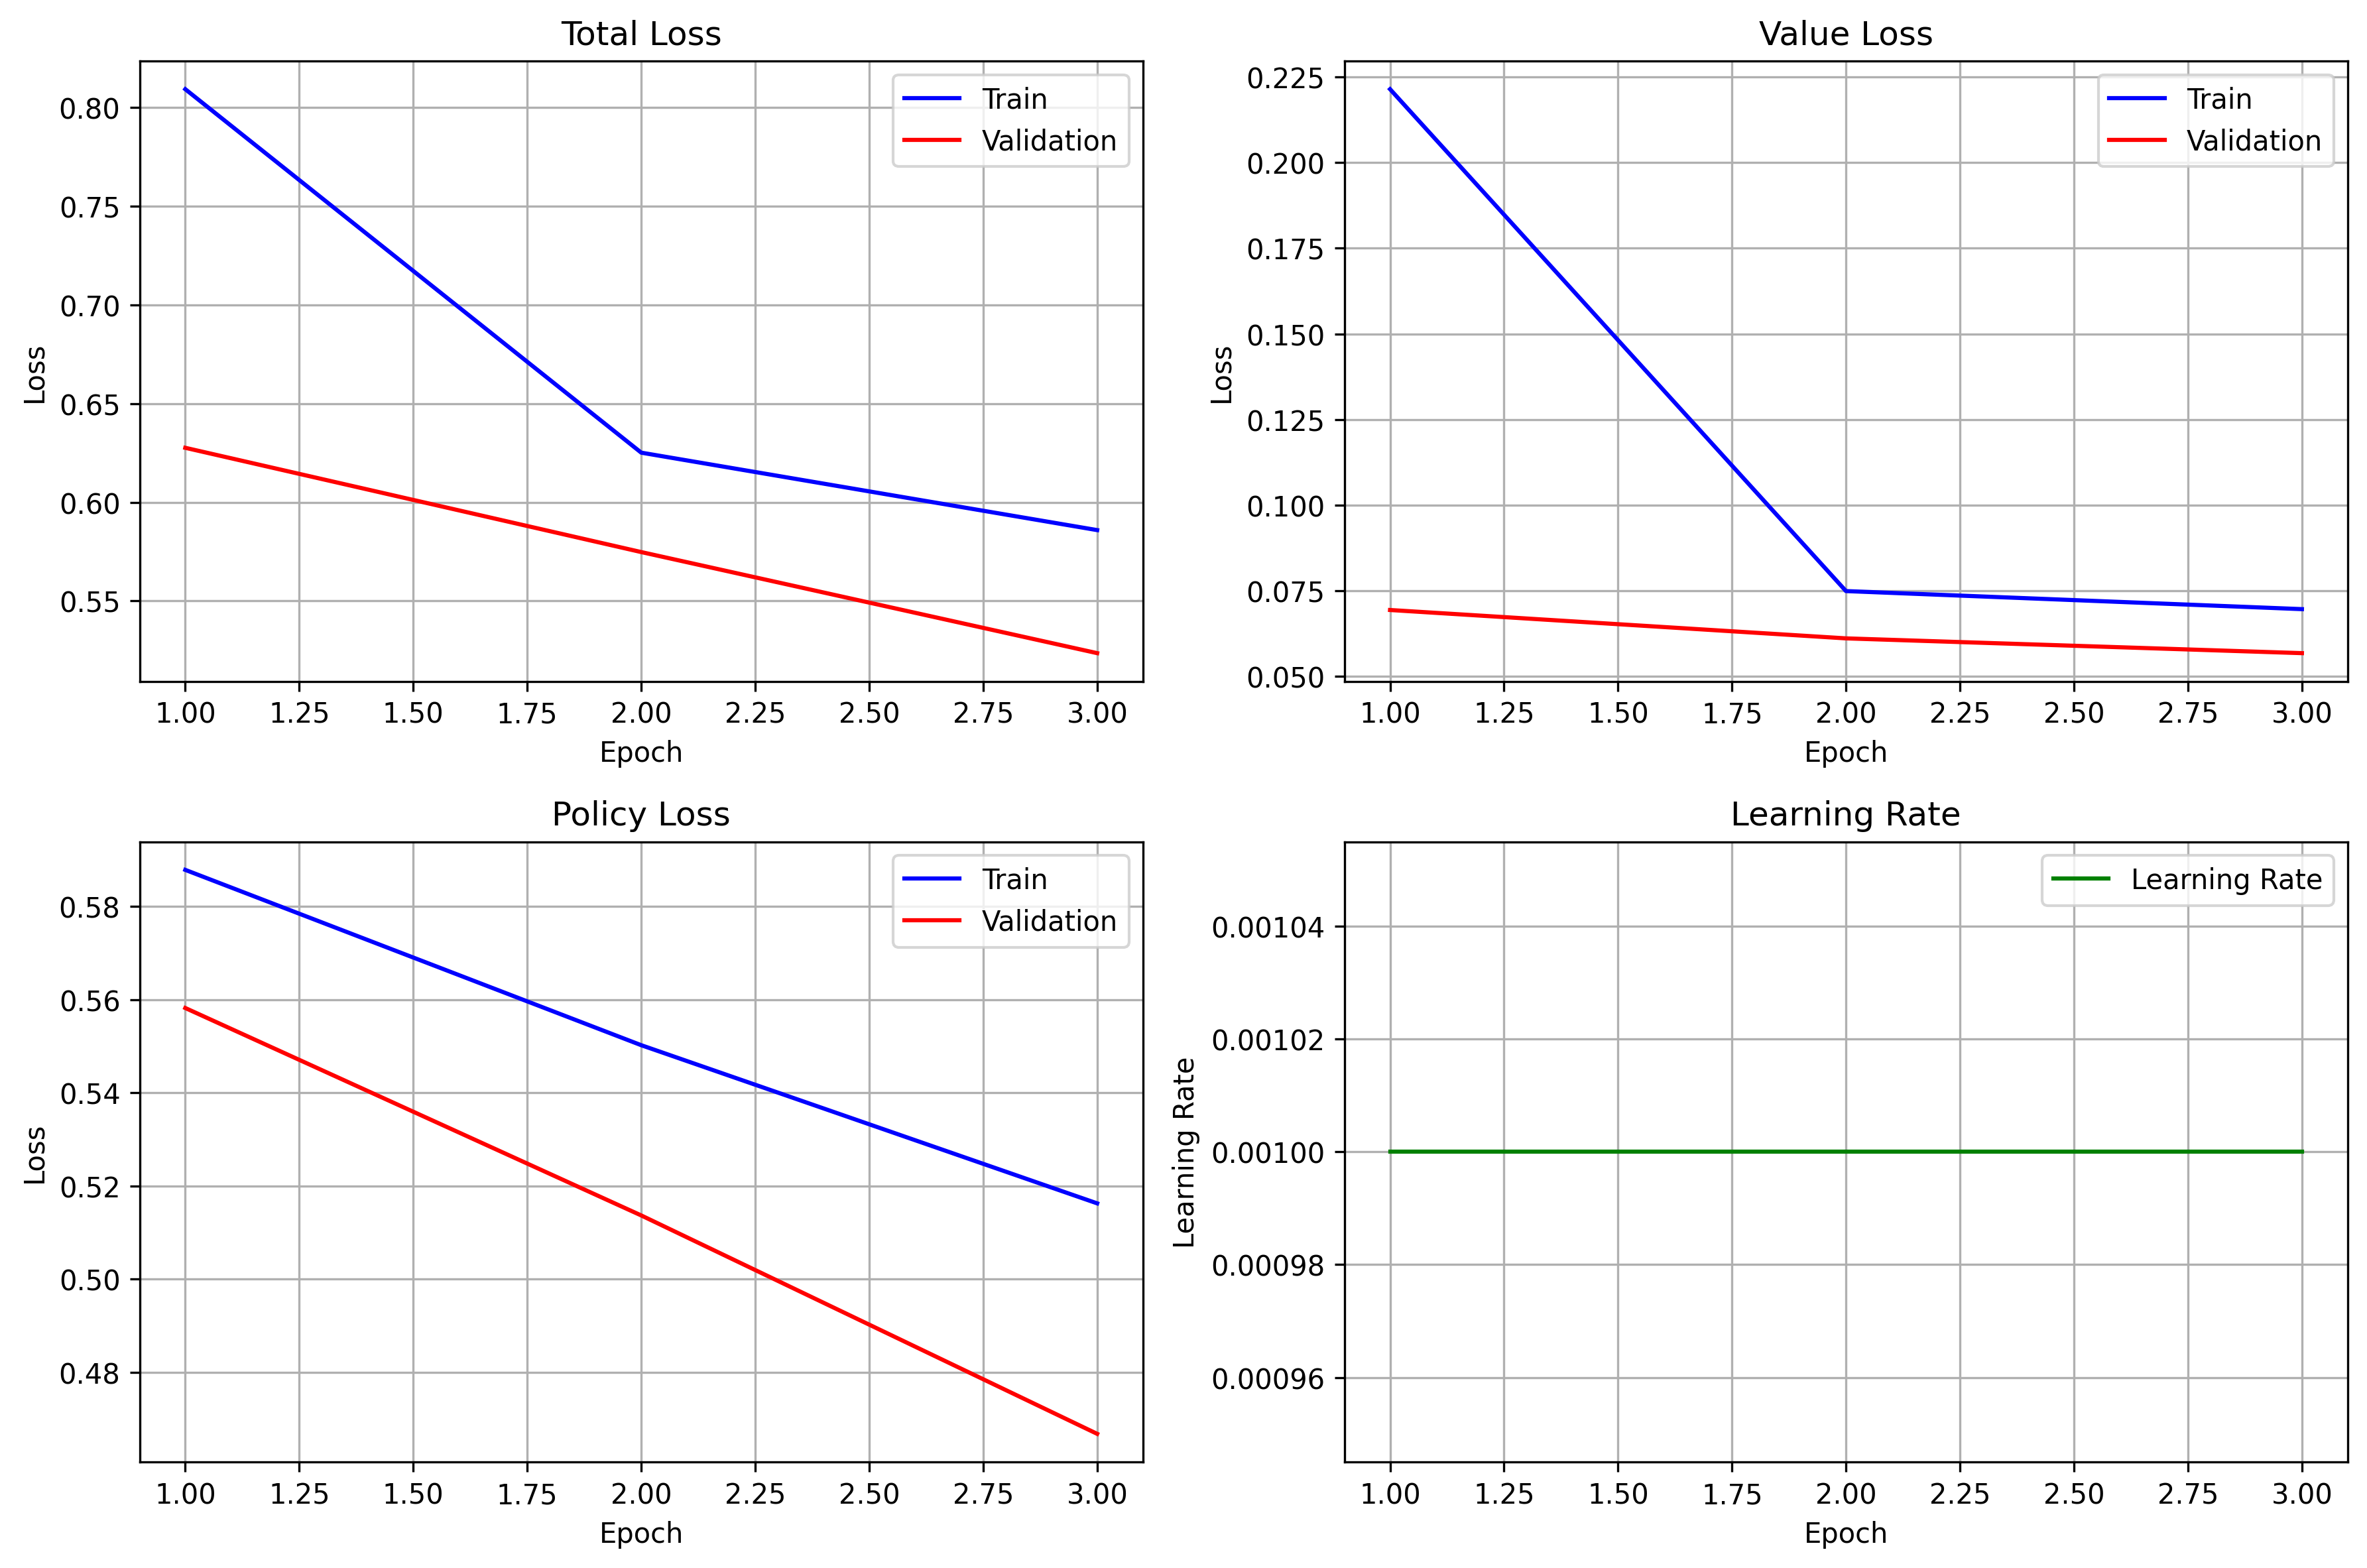 Total Loss
Loss
0.80
0.75
0.70
0.65
0.60
0.55
Train
Validation
1.00 1.25 1.50 1.75 2.00 2.25 2.50 2.75 3.00
Epoch
Value Loss
Loss
0.225
0.200
0.175
0.150
0.125
0.100
0.075
0.050
Train
Validation
1.00 1.25 1.50 1.75 2.00 2.25 2.50 2.75 3.00
Epoch
Policy Loss
Loss
0.58
0.56
0.54
0.52
0.50
0.48
Train
Validation
1.00 1.25 1.50 1.75 2.00 2.25 2.50 2.75 3.00
Epoch
Learning Rate
Learning Rate
0.00104
0.00102
0.00100
0.00098
0.00096
Learning Rate
1.00 1.25 1.50 1.75 2.00 2.25 2.50 2.75 3.00
Epoch